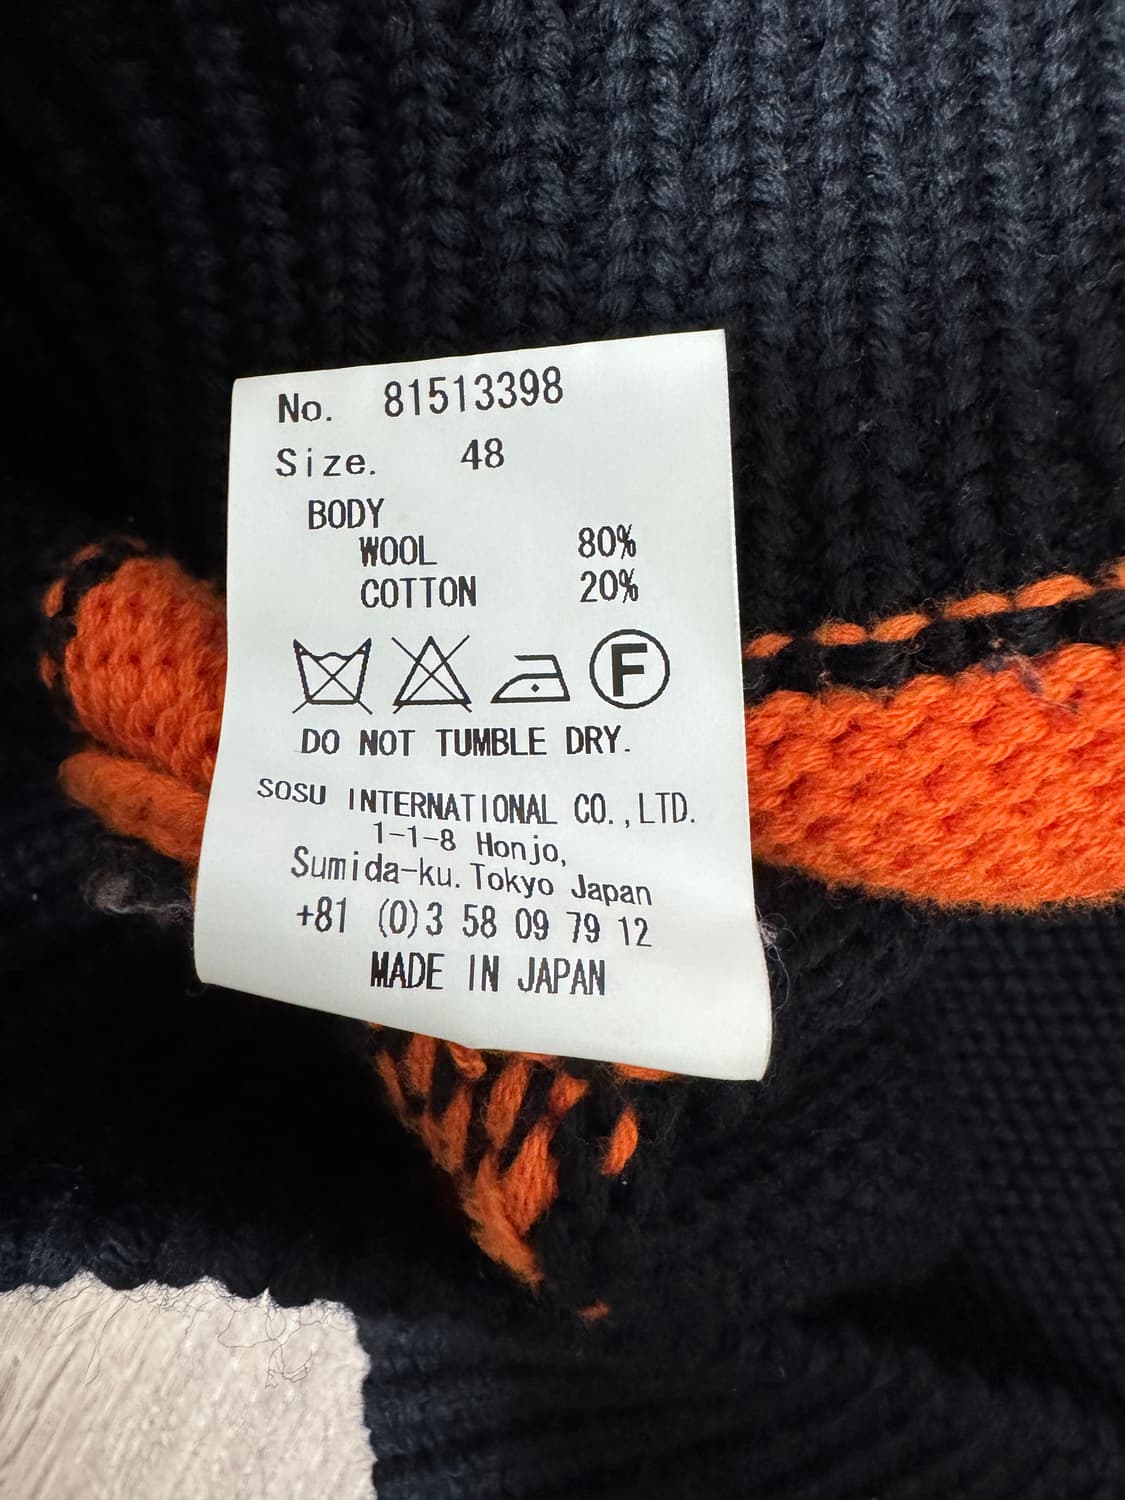 No. 81513398
Size. 48
BODY
WOOL 80%
COTTON 20%
F
DO NOT TUMBLE DRY.
SOSU INTERNATIONAL CO.,LTD.
1-1-8 Honjo,
Sumida-ku. Tokyo Japan
+81 (0)3 58 09 79 12
MADE IN JAPAN